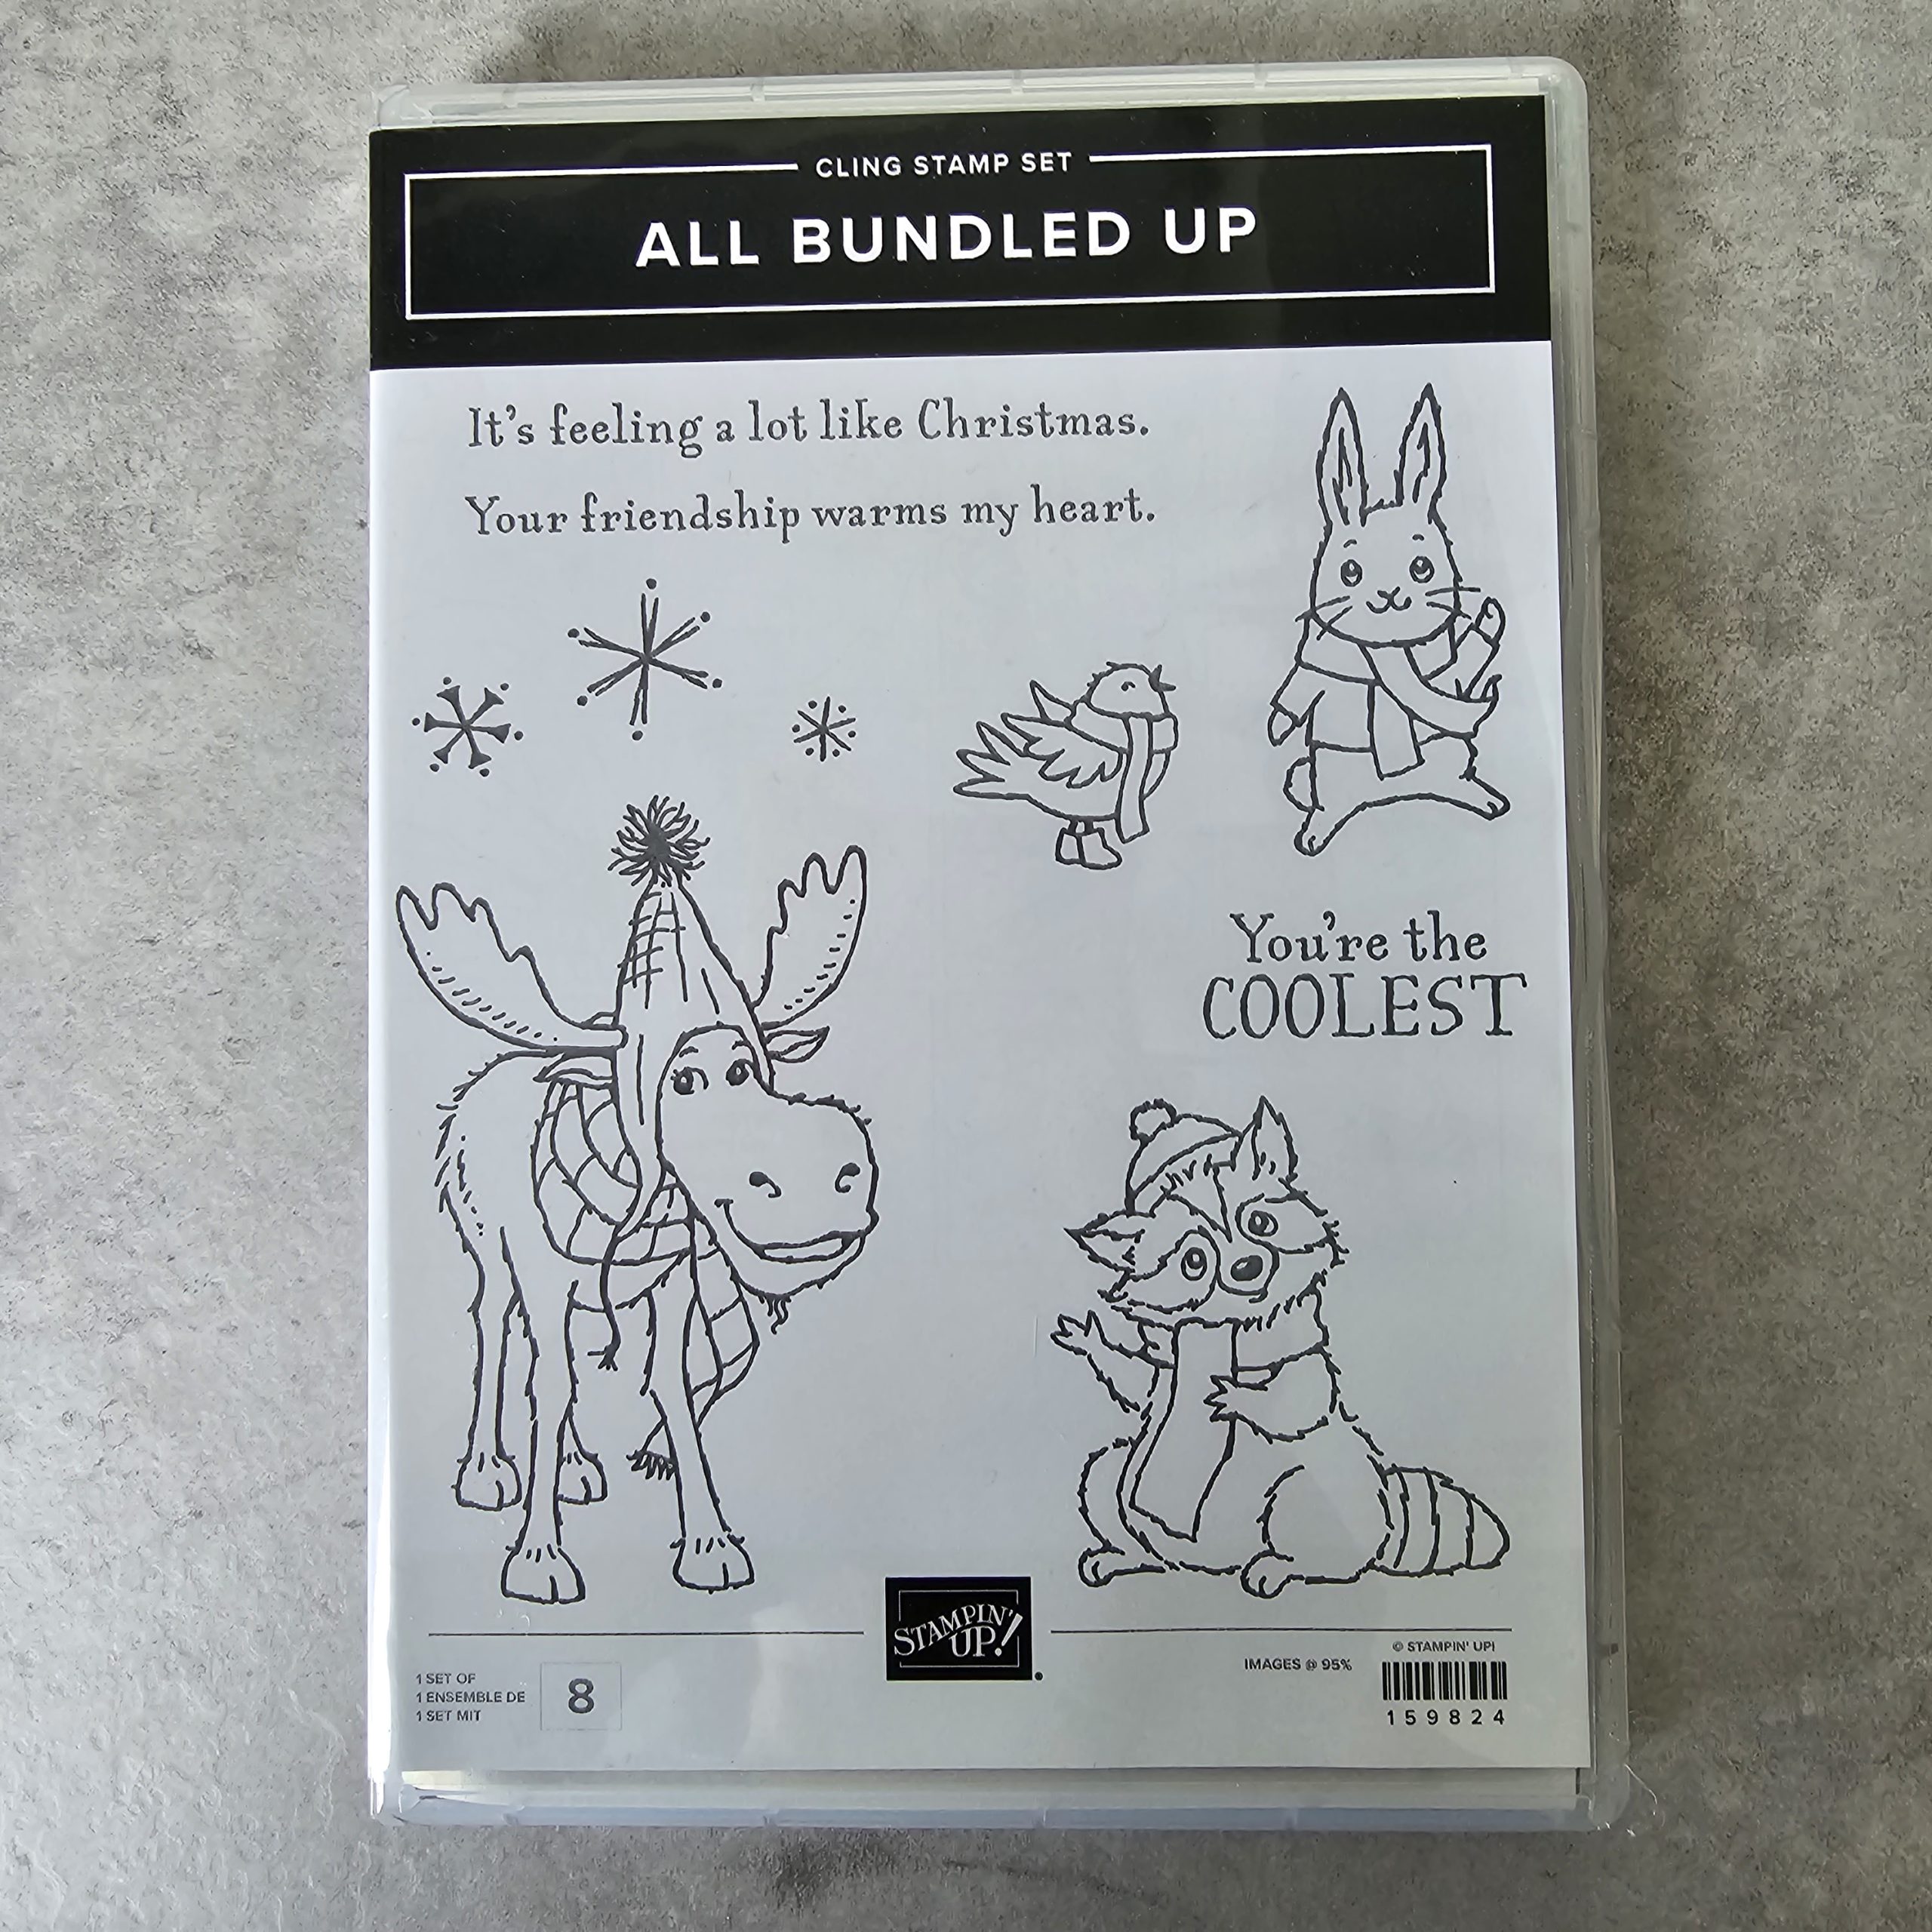 CLING STAMP SET
ALL BUNDLED UP
It's feeling a lot like Christmas.
Your friendship warms my heart.
You're the
COOLEST
STAMPIN'
UP!
1 SET OF
1 ENSEMBLE DE
1 SET MIT
8
IMAGES @ 95%
© STAMPIN' UP!
159824